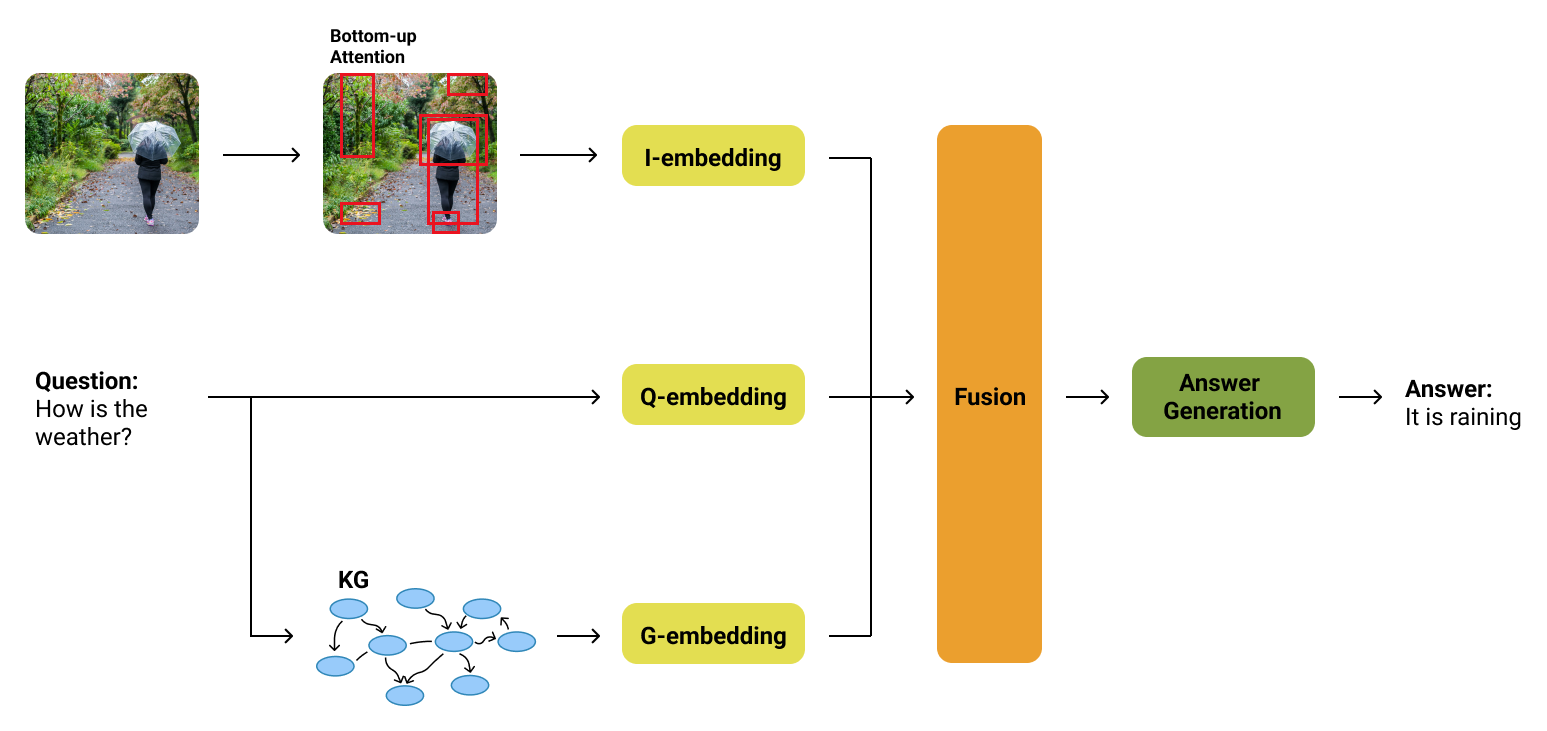 Bottom-up
Attention
I-embedding
Question:
How is the
weather?
Q-embedding
Fusion
Answer
Generation
Answer:
It is raining
KG
G-embedding